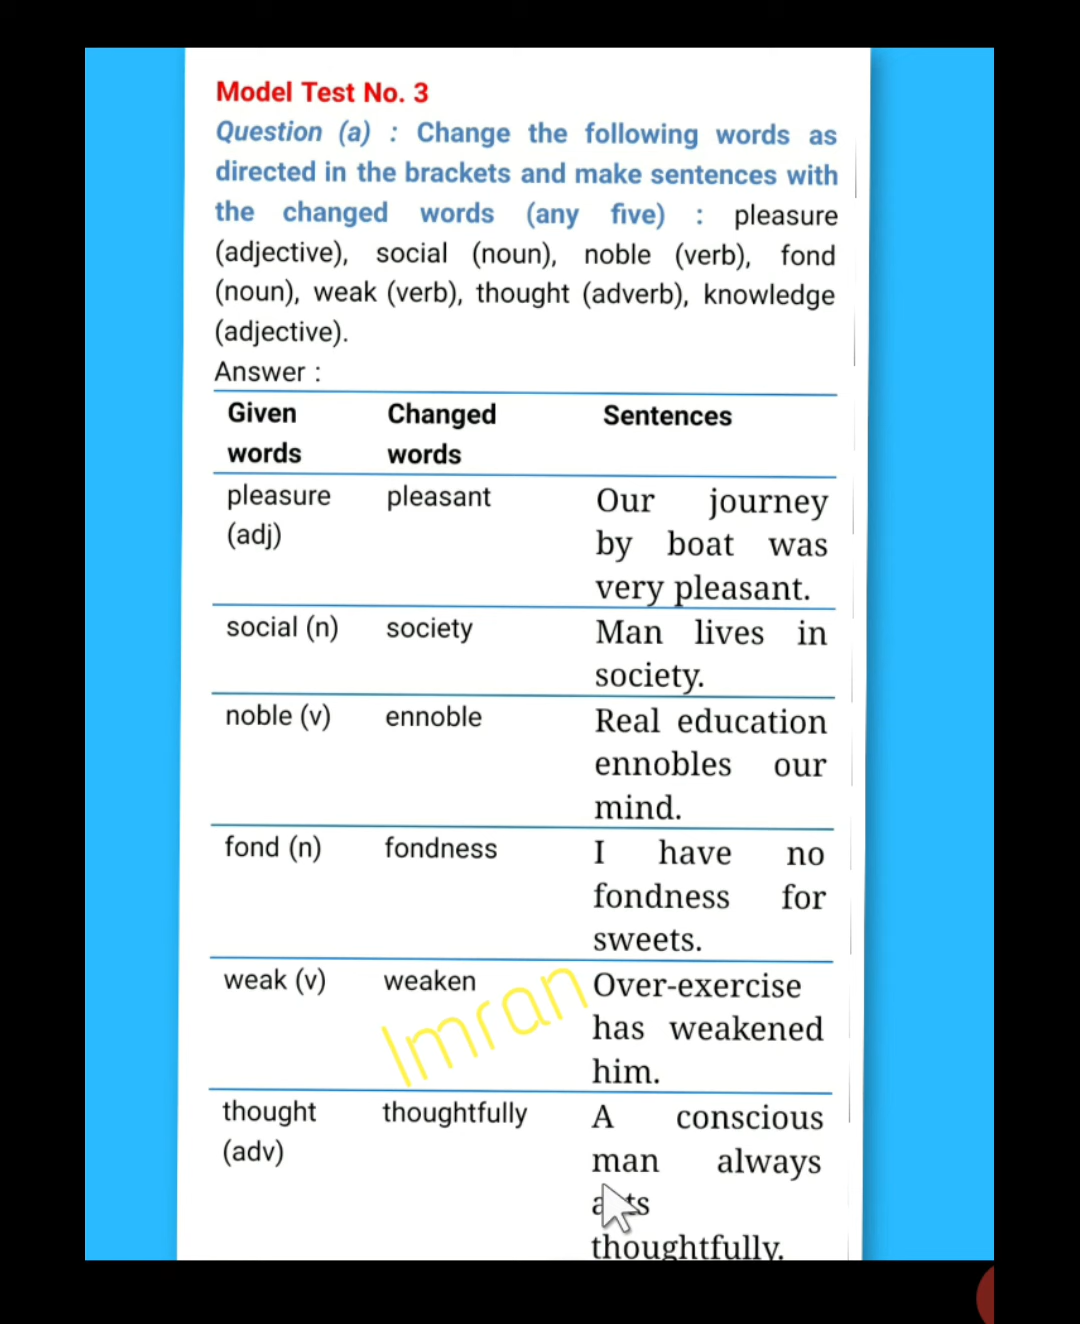 Model Test No. 3
Question (a) : Change the following words as
directed in the brackets and make sentences with
the changed words (any five) : pleasure
(adjective), social (noun), noble (verb), fond
(noun), weak (verb), thought (adverb), knowledge
(adjective).
Answer :
Given words Changed words Sentences
pleasure (adj) pleasant Our journey
by boat was
very pleasant.
social (n) society Man lives in
society.
noble (v) ennoble Real education
ennobles our
mind.
fond (n) fondness I have no
fondness for
sweets.
weak (v) weaken Over-exercise
has weakened
him.
Imran
thought (adv) thoughtfully A conscious
man always
thoughtfully.